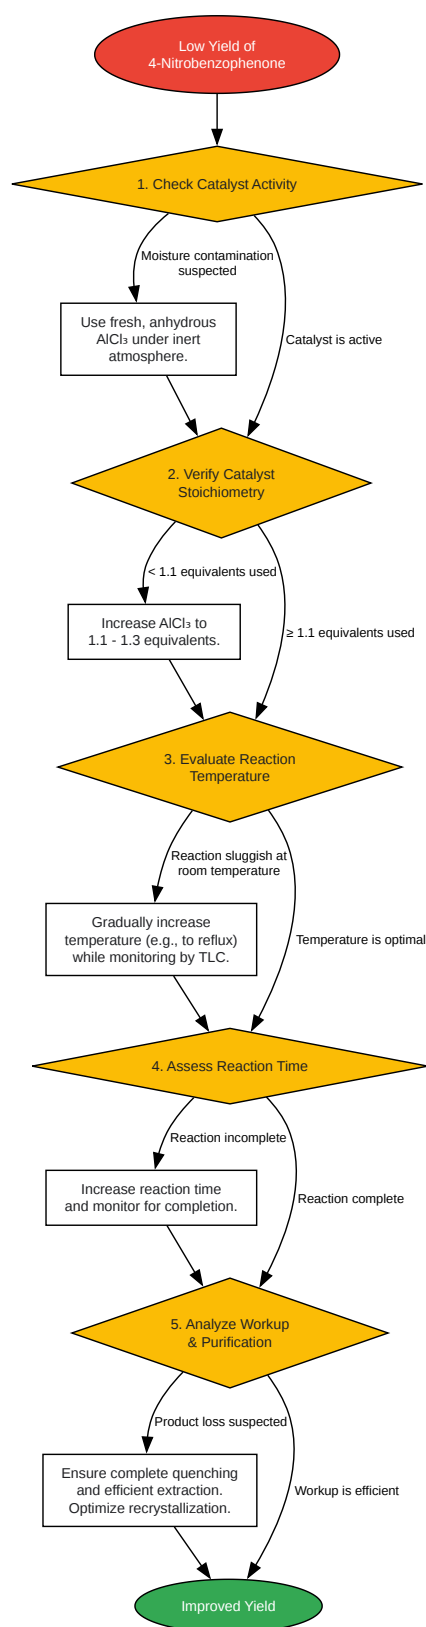 Low Yield of
4-Nitrobenzophenone
1. Check Catalyst Activity
Moisture contamination
suspected
Use fresh, anhydrous
AlCl₃ under inert
atmosphere.
Catalyst is active
2. Verify Catalyst
Stoichiometry
< 1.1 equivalents used
Increase AlCl₃ to
1.1 - 1.3 equivalents.
≥ 1.1 equivalents used
3. Evaluate Reaction
Temperature
Reaction sluggish at
room temperature
Gradually increase
temperature (e.g., to reflux)
while monitoring by TLC.
Temperature is optimal
4. Assess Reaction Time
Reaction incomplete
Increase reaction time
and monitor for completion.
Reaction complete
5. Analyze Workup
& Purification
Product loss suspected
Ensure complete quenching
and efficient extraction.
Optimize recrystallization.
Workup is efficient
Improved Yield